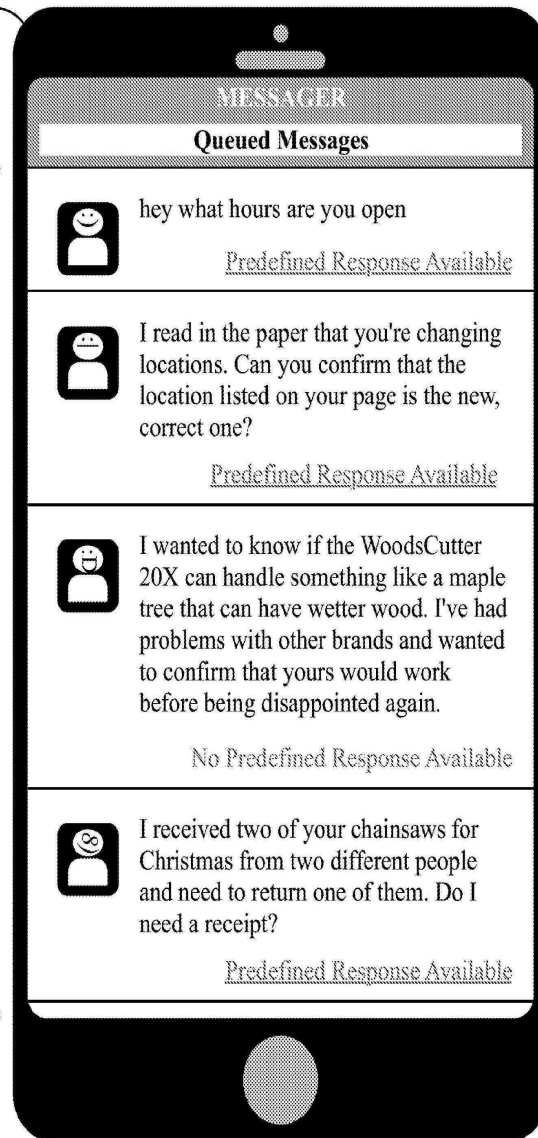 MESSAGER
Queued Messages
hey what hours are you open
Predefined Response Available
I read in the paper that you're changing
locations. Can you confirm that the
location listed on your page is the new,
correct one?
Predefined Response Available
I wanted to know if the WoodsCutter
20X can handle something like a maple
tree that can have wetter wood. I've had
problems with other brands and wanted
to confirm that yours would work
before being disappointed again.
No Predefined Response Available
I received two of your chainsaws for
Christmas from two different people
and need to return one of them. Do I
need a receipt?
Predefined Response Available